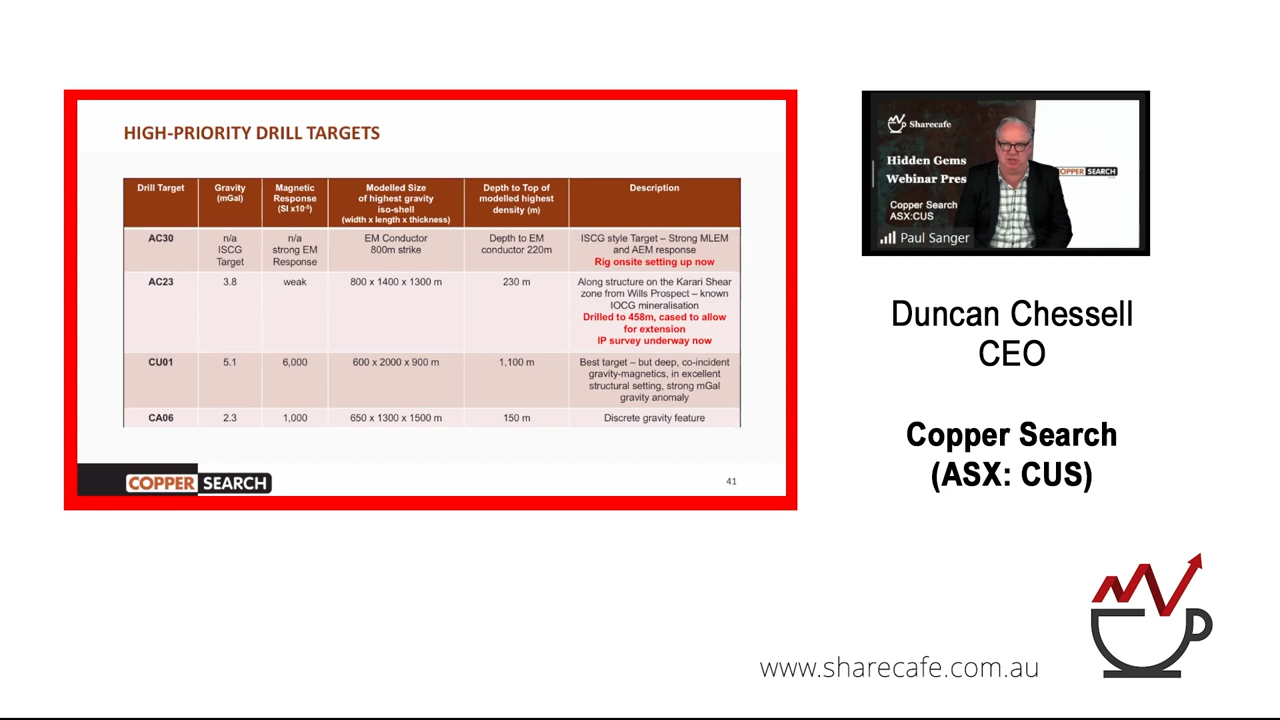 HIGH-PRIORITY DRILL TARGETS
Drill Target
Gravity
(mGal)
Magnetic
Response
(SI x10⁻⁵)
Modelled Size
of highest gravity
iso-shell
(width x length x thickness)
Depth to Top of
modelled highest
density (m)
Description
AC30
n/a
ISCG
Target
n/a
strong EM
Response
EM Conductor
800m strike
Depth to EM
conductor 220m
ISCG style Target – Strong MLEM
and AEM response
Rig onsite setting up now
AC23
3.8
weak
800 x 1400 x 1300 m
230 m
Along structure on the Karari Shear
zone from Wills Prospect – known
IOCG mineralisation
Drilled to 458m, cased to allow
for extension
IP survey underway now
CU01
5.1
6,000
600 x 2000 x 900 m
1,100 m
Best target – but deep, co-incident
gravity-magnetics, in excellent
structural setting, strong mGal
gravity anomaly
CA06
2.3
1,000
650 x 1300 x 1500 m
150 m
Discrete gravity feature
COPPER SEARCH
41
Sharecafe
Hidden Gems
Webinar Pres
Copper Search
ASX:CUS
OPPER SEARCH
Paul Sanger
Duncan Chessell
CEO
Copper Search
(ASX: CUS)
www.sharecafe.com.au